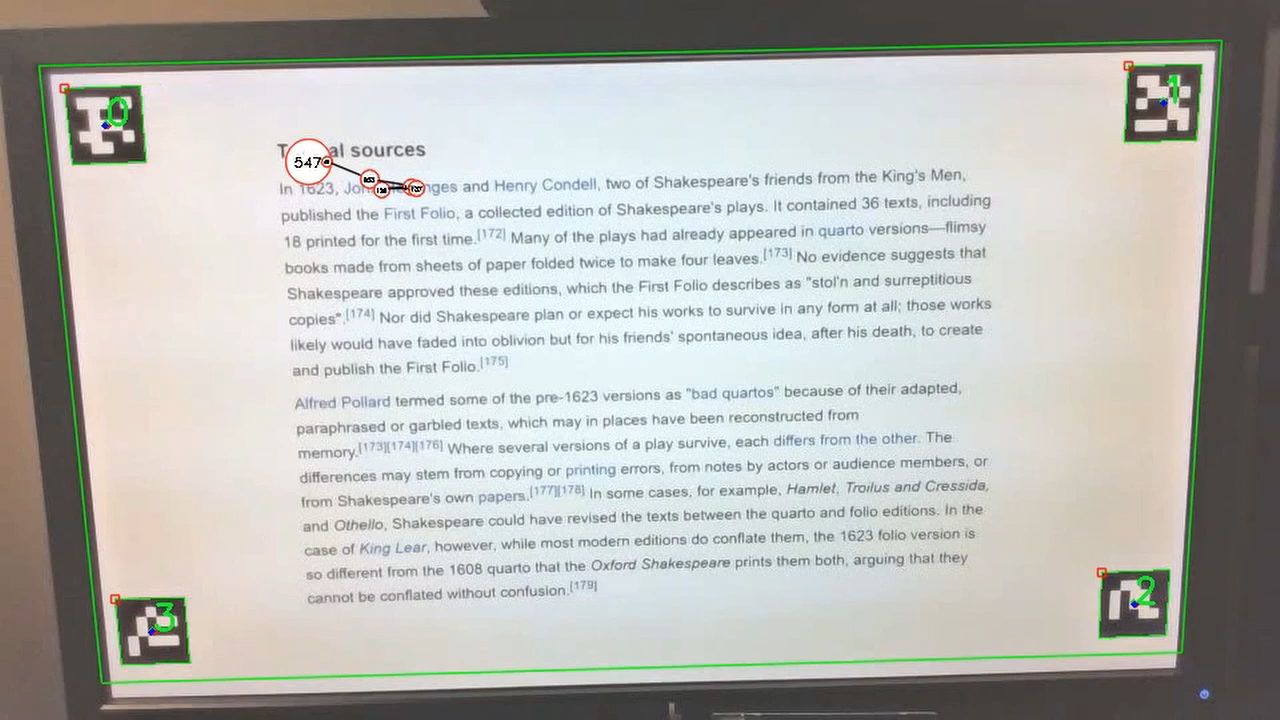 0
1
sources
547
In 1623, and Henry Condell, two of Shakespeare's friends from the King's Men,
published the First Folio, a collected edition of Shakespeare's plays. It contained 36 texts, including
18 printed for the first time.[172] Many of the plays had already appeared in quarto versions—flimsy
books made from sheets of paper folded twice to make four leaves.[173] No evidence suggests that
Shakespeare approved these editions, which the First Folio describes as "stol'n and surreptitious
copies".[174] Nor did Shakespeare plan or expect his works to survive in any form at all; those works
likely would have faded into oblivion but for his friends' spontaneous idea, after his death, to create
and publish the First Folio.[175]
Alfred Pollard termed some of the pre-1623 versions as "bad quartos" because of their adapted,
paraphrased or garbled texts, which may in places have been reconstructed from
memory.[173][174][176] Where several versions of a play survive, each differs from the other. The
differences may stem from copying or printing errors, from notes by actors or audience members, or
from Shakespeare's own papers.[177][178] In some cases, for example, Hamlet, Troilus and Cressida,
and Othello, Shakespeare could have revised the texts between the quarto and folio editions. In the
case of King Lear, however, while most modern editions do conflate them, the 1623 folio version is
so different from the 1608 quarto that the Oxford Shakespeare prints them both, arguing that they
cannot be conflated without confusion.[179]
3
2